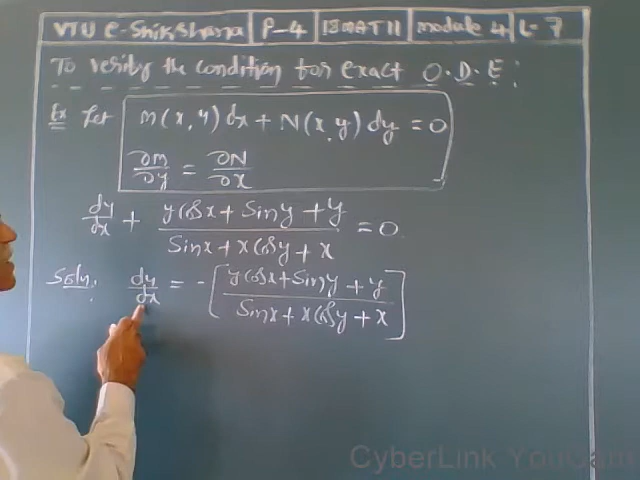 VTU e-Shikshana P-4 18MAT11 module 4 L-7
To verify the condition for exact O.D.E:
Ex Let M(x,y)dx + N(x,y)dy = 0
∂m/∂y = ∂N/∂x
dy/dx + (y cos x + Sin y + y)/(Sin x + x cos y + x) = 0.
Soln: dy/dx = -[(y cos x + Sin y + y)/(Sin x + x cos y + x)]
CyberLink YouCam